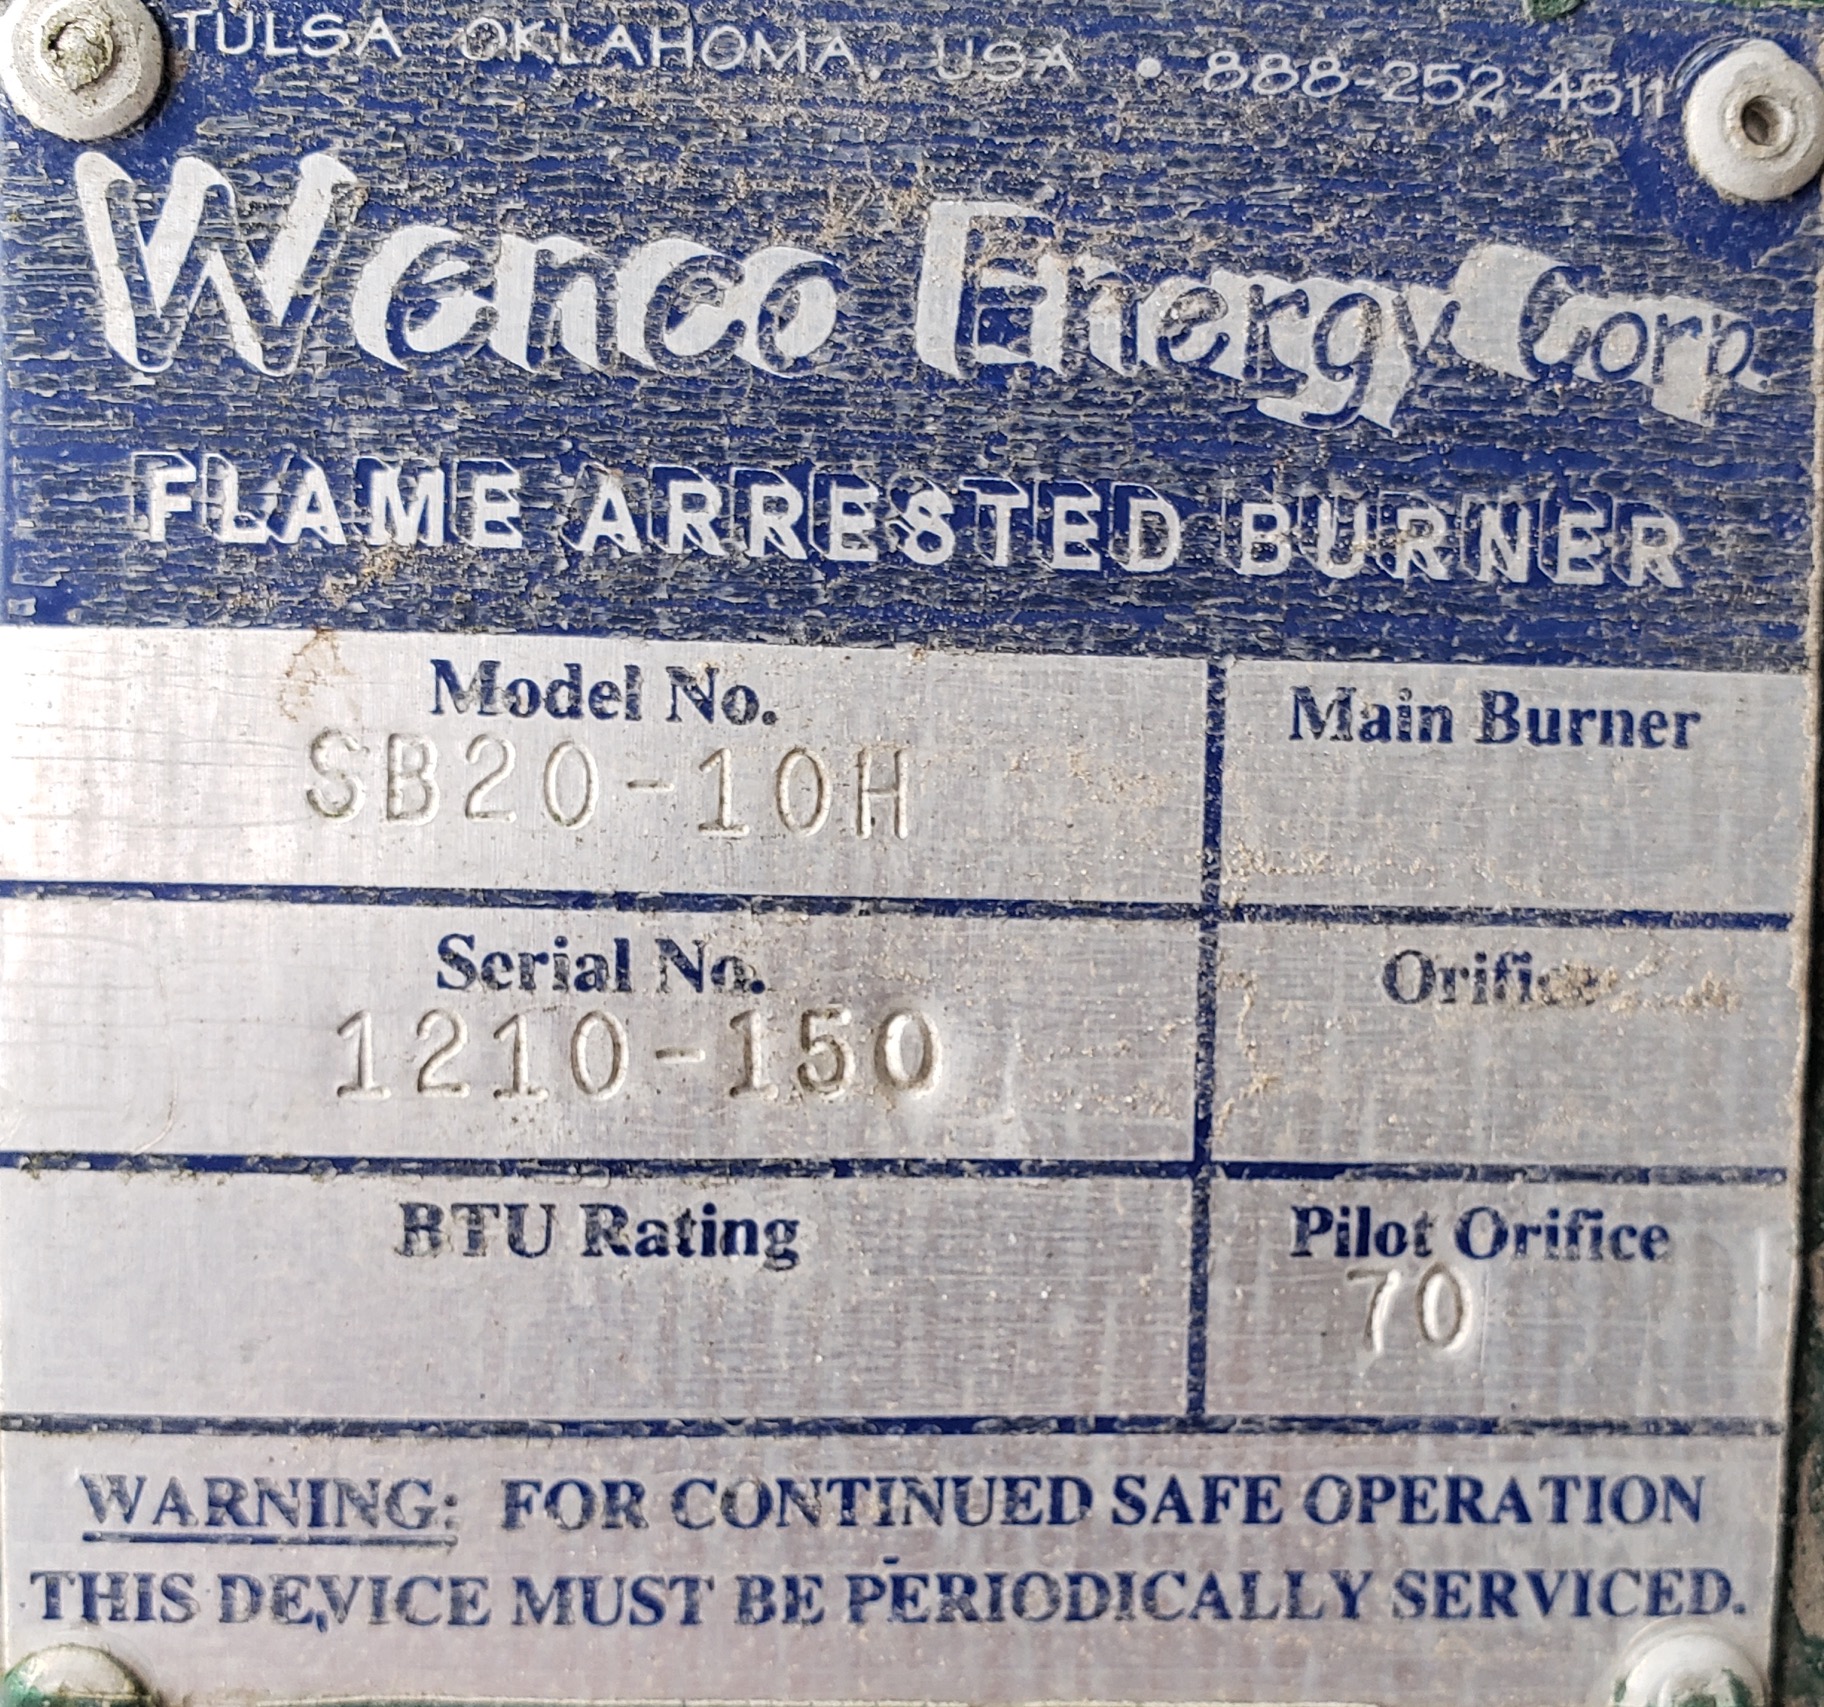 TULSA OKLAHOMA, USA • 888-252-4511
Wenco Energy Corp.
FLAME ARRESTED BURNER
Model No.
SB20-10H
Main Burner
Serial No.
1210-150
Orifice
BTU Rating
Pilot Orifice
70
WARNING: FOR CONTINUED SAFE OPERATION
THIS DEVICE MUST BE PERIODICALLY SERVICED.